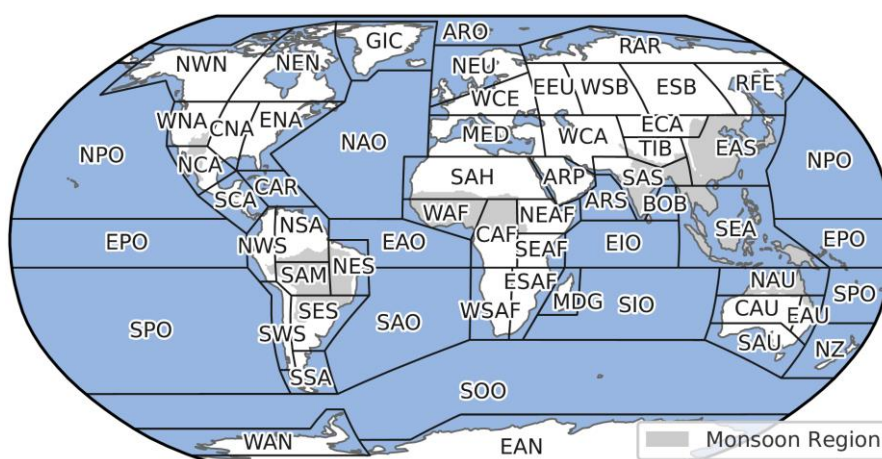 GIC
ARO
NWN
NEN
NEU
RAR
WCE
EEU
WSB
ESB
RFE
WNA
CNA
ENA
MED
WCA
ECA
TIB
EAS
NPO
NCA
NAO
SAH
ARP
SAS
NPO
SCA
CAR
WAF
NEAF
ARS
BOB
NSA
CAF
SEA
EPO
NWS
EAO
SEAF
EIO
EPO
NES
SAM
ESAF
NAU
SPO
SES
SAO
WSAF
MDG
SIO
CAU
EAU
SPO
SWS
SAU
NZ
SSA
SOO
WAN
EAN
Monsoon Region